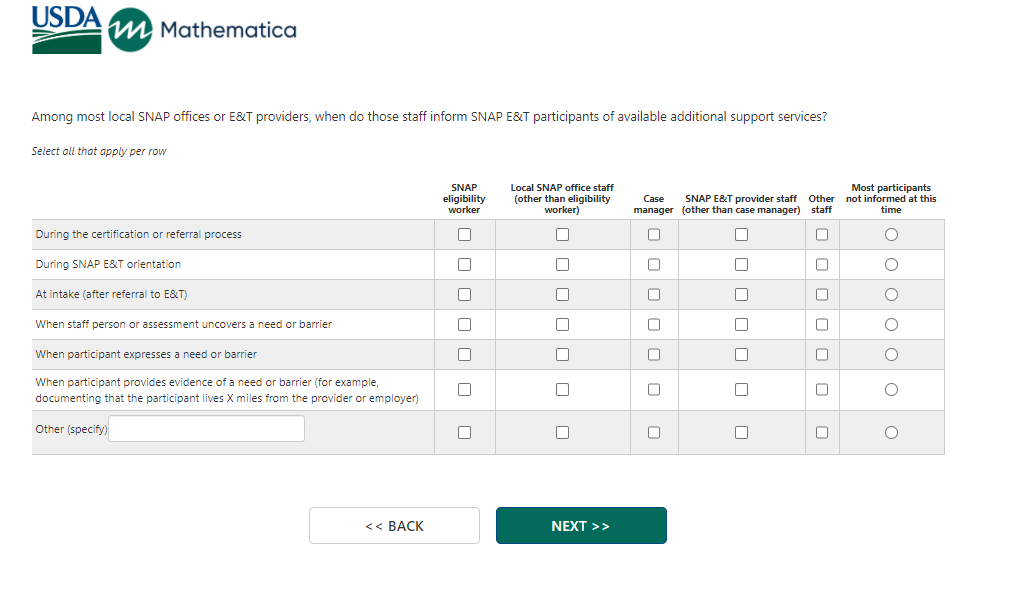 USDA
m Mathematica
Among most local SNAP offices or E&T providers, when do those staff inform SNAP E&T participants of available additional support services?
Select all that apply per row
SNAP eligibility worker
Local SNAP office staff (other than eligibility worker)
Case manager
SNAP E&T provider staff (other than case manager)
Other staff
Most participants not informed at this time
During the certification or referral process
During SNAP E&T orientation
At intake (after referral to E&T)
When staff person or assessment uncovers a need or barrier
When participant expresses a need or barrier
When participant provides evidence of a need or barrier (for example,
documenting that the participant lives X miles from the provider or employer)
Other (specify)
<< BACK
NEXT >>